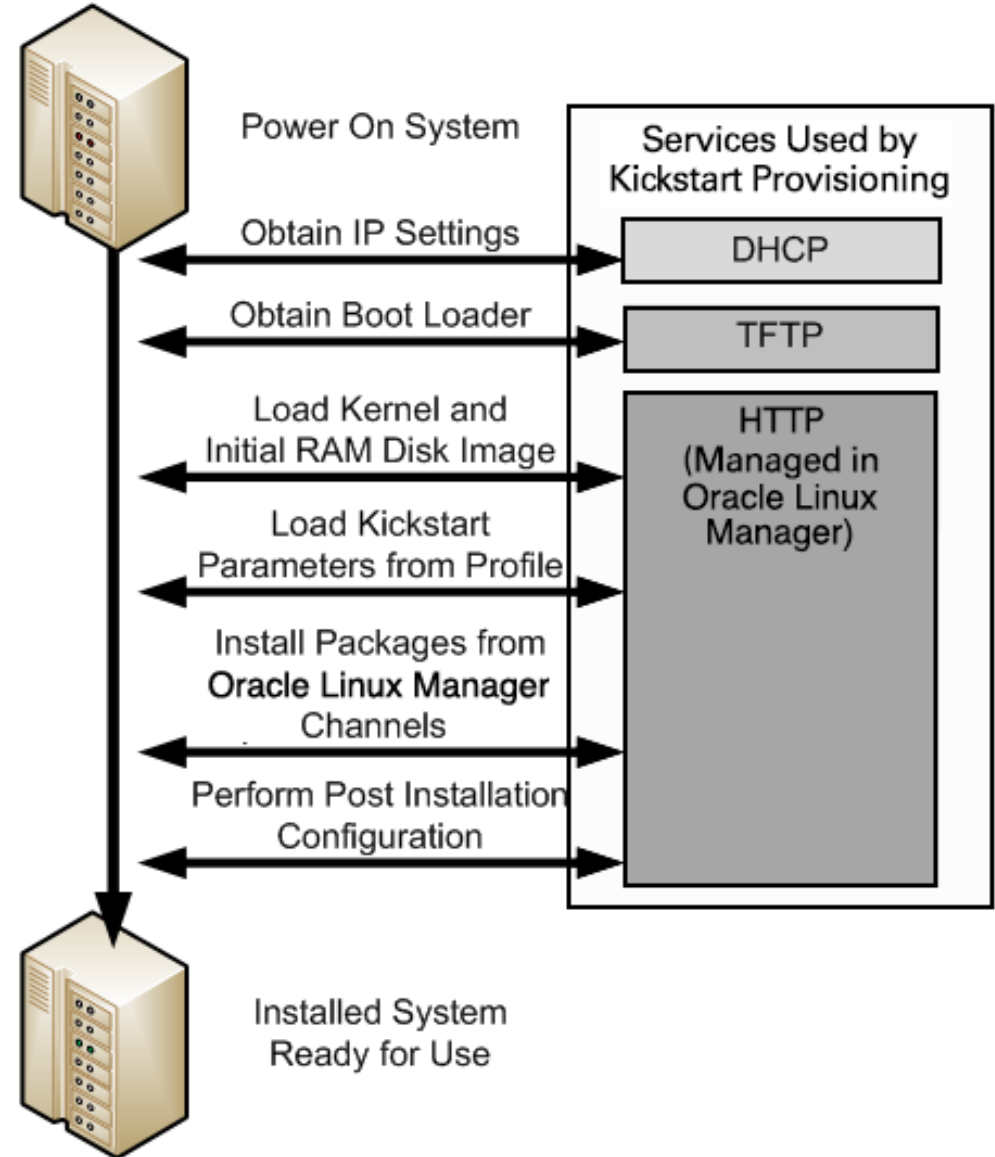 Power On System
Services Used by
Kickstart Provisioning
Obtain IP Settings
DHCP
Obtain Boot Loader
TFTP
Load Kernel and
Initial RAM Disk Image
HTTP
(Managed in
Oracle Linux
Manager)
Load Kickstart
Parameters from Profile
Install Packages from
Oracle Linux Manager
Channels
Perform Post Installation
Configuration
Installed System
Ready for Use